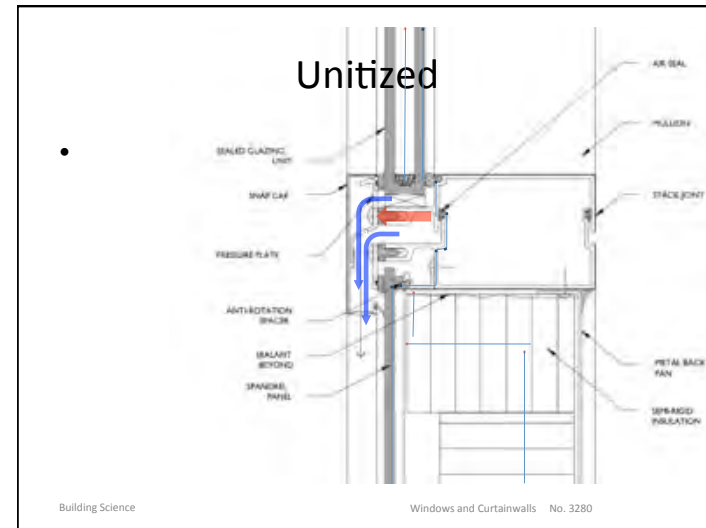 Unitized
•
AIR SEAL
MULLION
SEALED GLAZING
UNIT
SNAP CAP
STACK JOINT
PRESSURE PLATE
ANTI-ROTATION
SPACER
SEALANT
BEYOND
SPANDREL
PANEL
METAL BACK
PAN
SEMI-RIGID
INSULATION
Building Science
Windows and Curtainwalls No. 3280